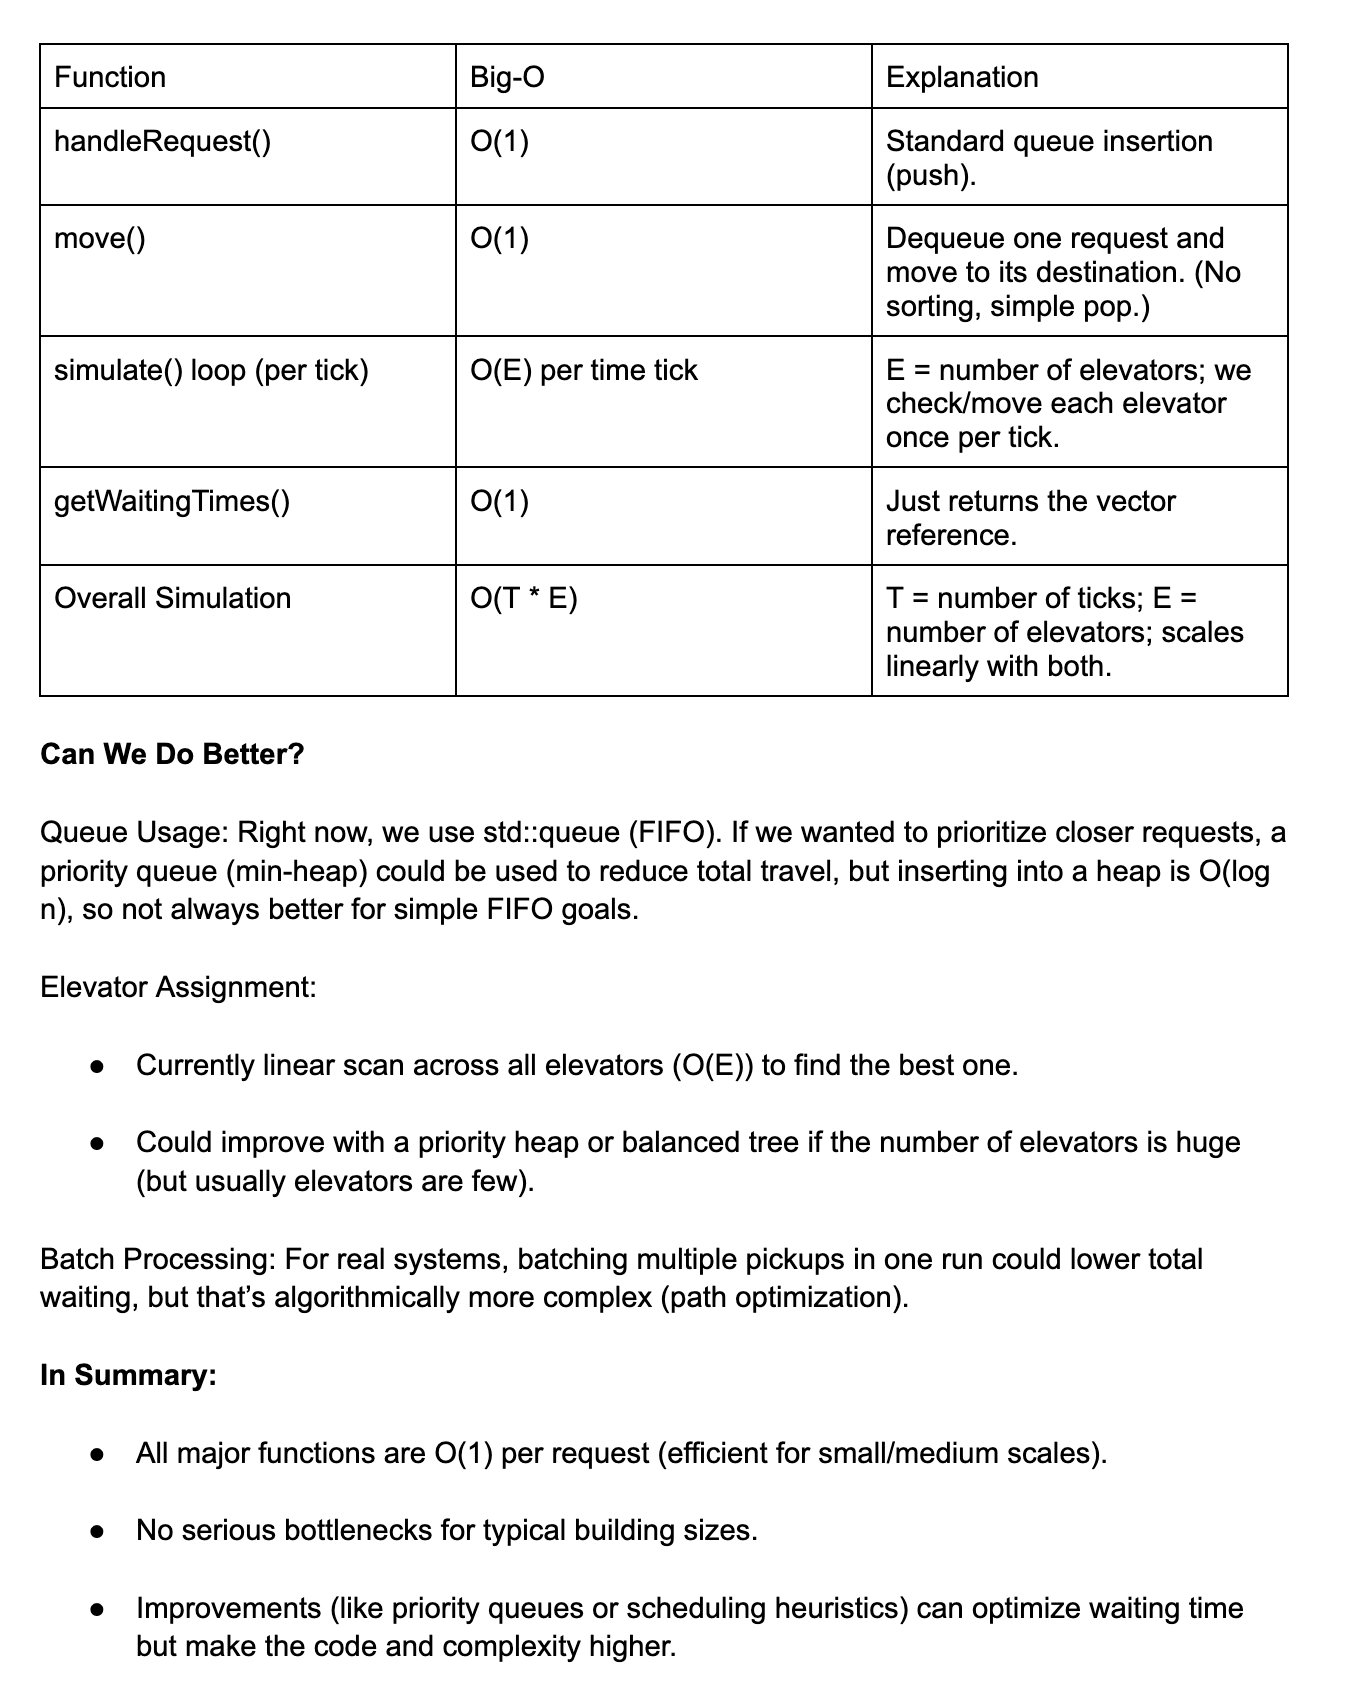 Function
Big-O
Explanation
handleRequest()
O(1)
Standard queue insertion
(push).
move()
O(1)
Dequeue one request and
move to its destination. (No
sorting, simple pop.)
simulate() loop (per tick)
O(E) per time tick
E = number of elevators; we
check/move each elevator
once per tick.
getWaitingTimes()
O(1)
Just returns the vector
reference.
Overall Simulation
O(T * E)
T = number of ticks; E =
number of elevators; scales
linearly with both.
Can We Do Better?
Queue Usage: Right now, we use std::queue (FIFO). If we wanted to prioritize closer requests, a
priority queue (min-heap) could be used to reduce total travel, but inserting into a heap is O(log
n), so not always better for simple FIFO goals.
Elevator Assignment:
● Currently linear scan across all elevators (O(E)) to find the best one.
● Could improve with a priority heap or balanced tree if the number of elevators is huge
(but usually elevators are few).
Batch Processing: For real systems, batching multiple pickups in one run could lower total
waiting, but that’s algorithmically more complex (path optimization).
In Summary:
● All major functions are O(1) per request (efficient for small/medium scales).
● No serious bottlenecks for typical building sizes.
● Improvements (like priority queues or scheduling heuristics) can optimize waiting time
but make the code and complexity higher.